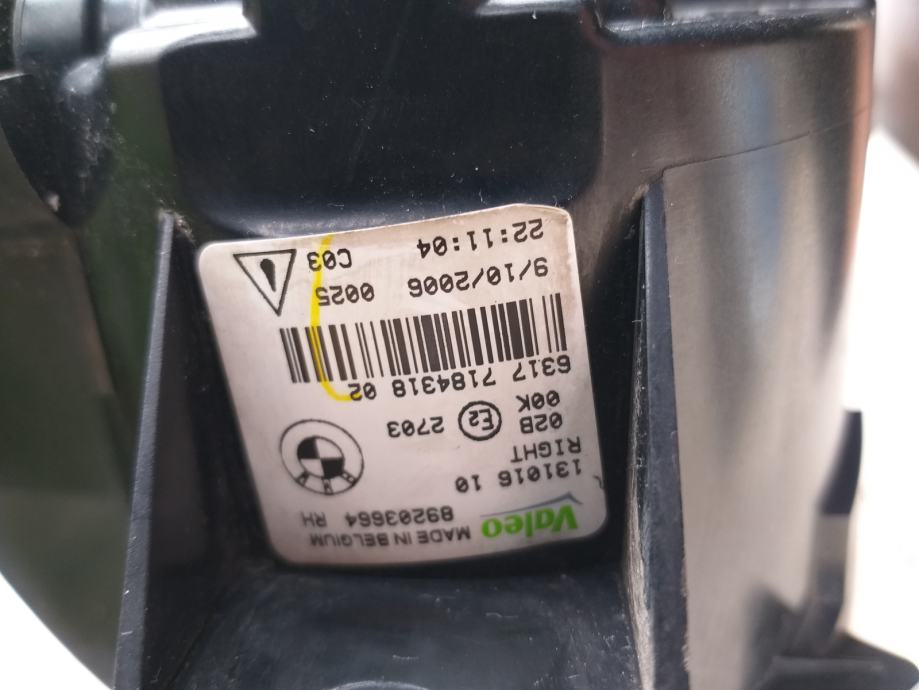 Valeo MADE IN BELGIUM
89203664 RH
131016 10
RIGHT
02B
00K
E2 2703
6317 7184318 02
9/10/2006 0025
22:11:04 C03